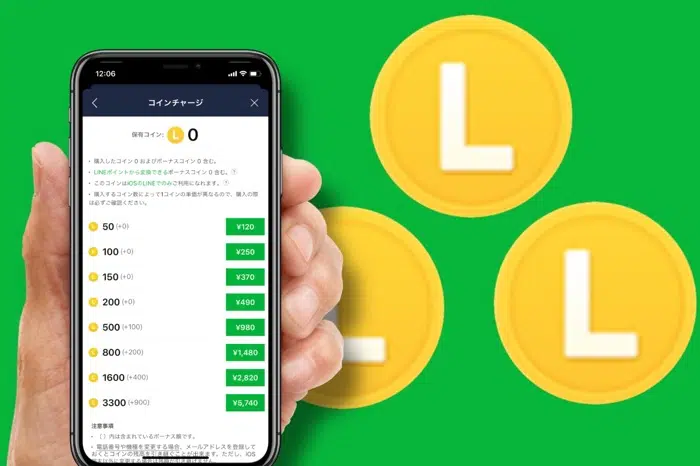 12:06
コインチャージ
保有コイン: L 0
• 購入したコイン 0 およびボーナスコイン 0 含む。
• LINEポイントから変換できるボーナスコイン 0 含む。?
• このコインはiOSのLINEでのみご利用になれます。?
• 購入するコイン数によって1コインの単価が異なるので、購入の際
は必ずご確認ください。
L 50 (+0) ¥120
L 100 (+0) ¥250
L 150 (+0) ¥370
L 200 (+0) ¥490
L 500 (+100) ¥980
L 800 (+200) ¥1,480
L 1600 (+400) ¥2,820
L 3300 (+900) ¥5,740
注意事項
• ( ) 内は含まれているボーナス額です。
• 電話番号や機種を変更する場合、メールアドレスを登録して
おくとコインの残高を引き継ぐことが出来ます。ただし、iOS
L
L
L